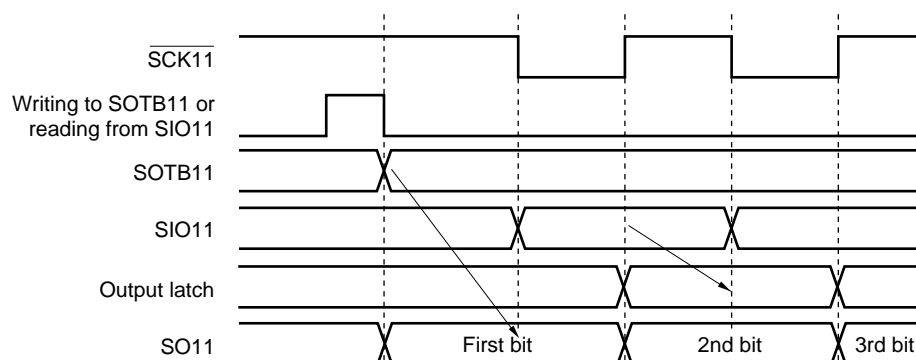 SCK11
Writing to SOTB11 or
reading from SIO11
SOTB11
SIO11
Output latch
SO11
First bit
2nd bit
3rd bit